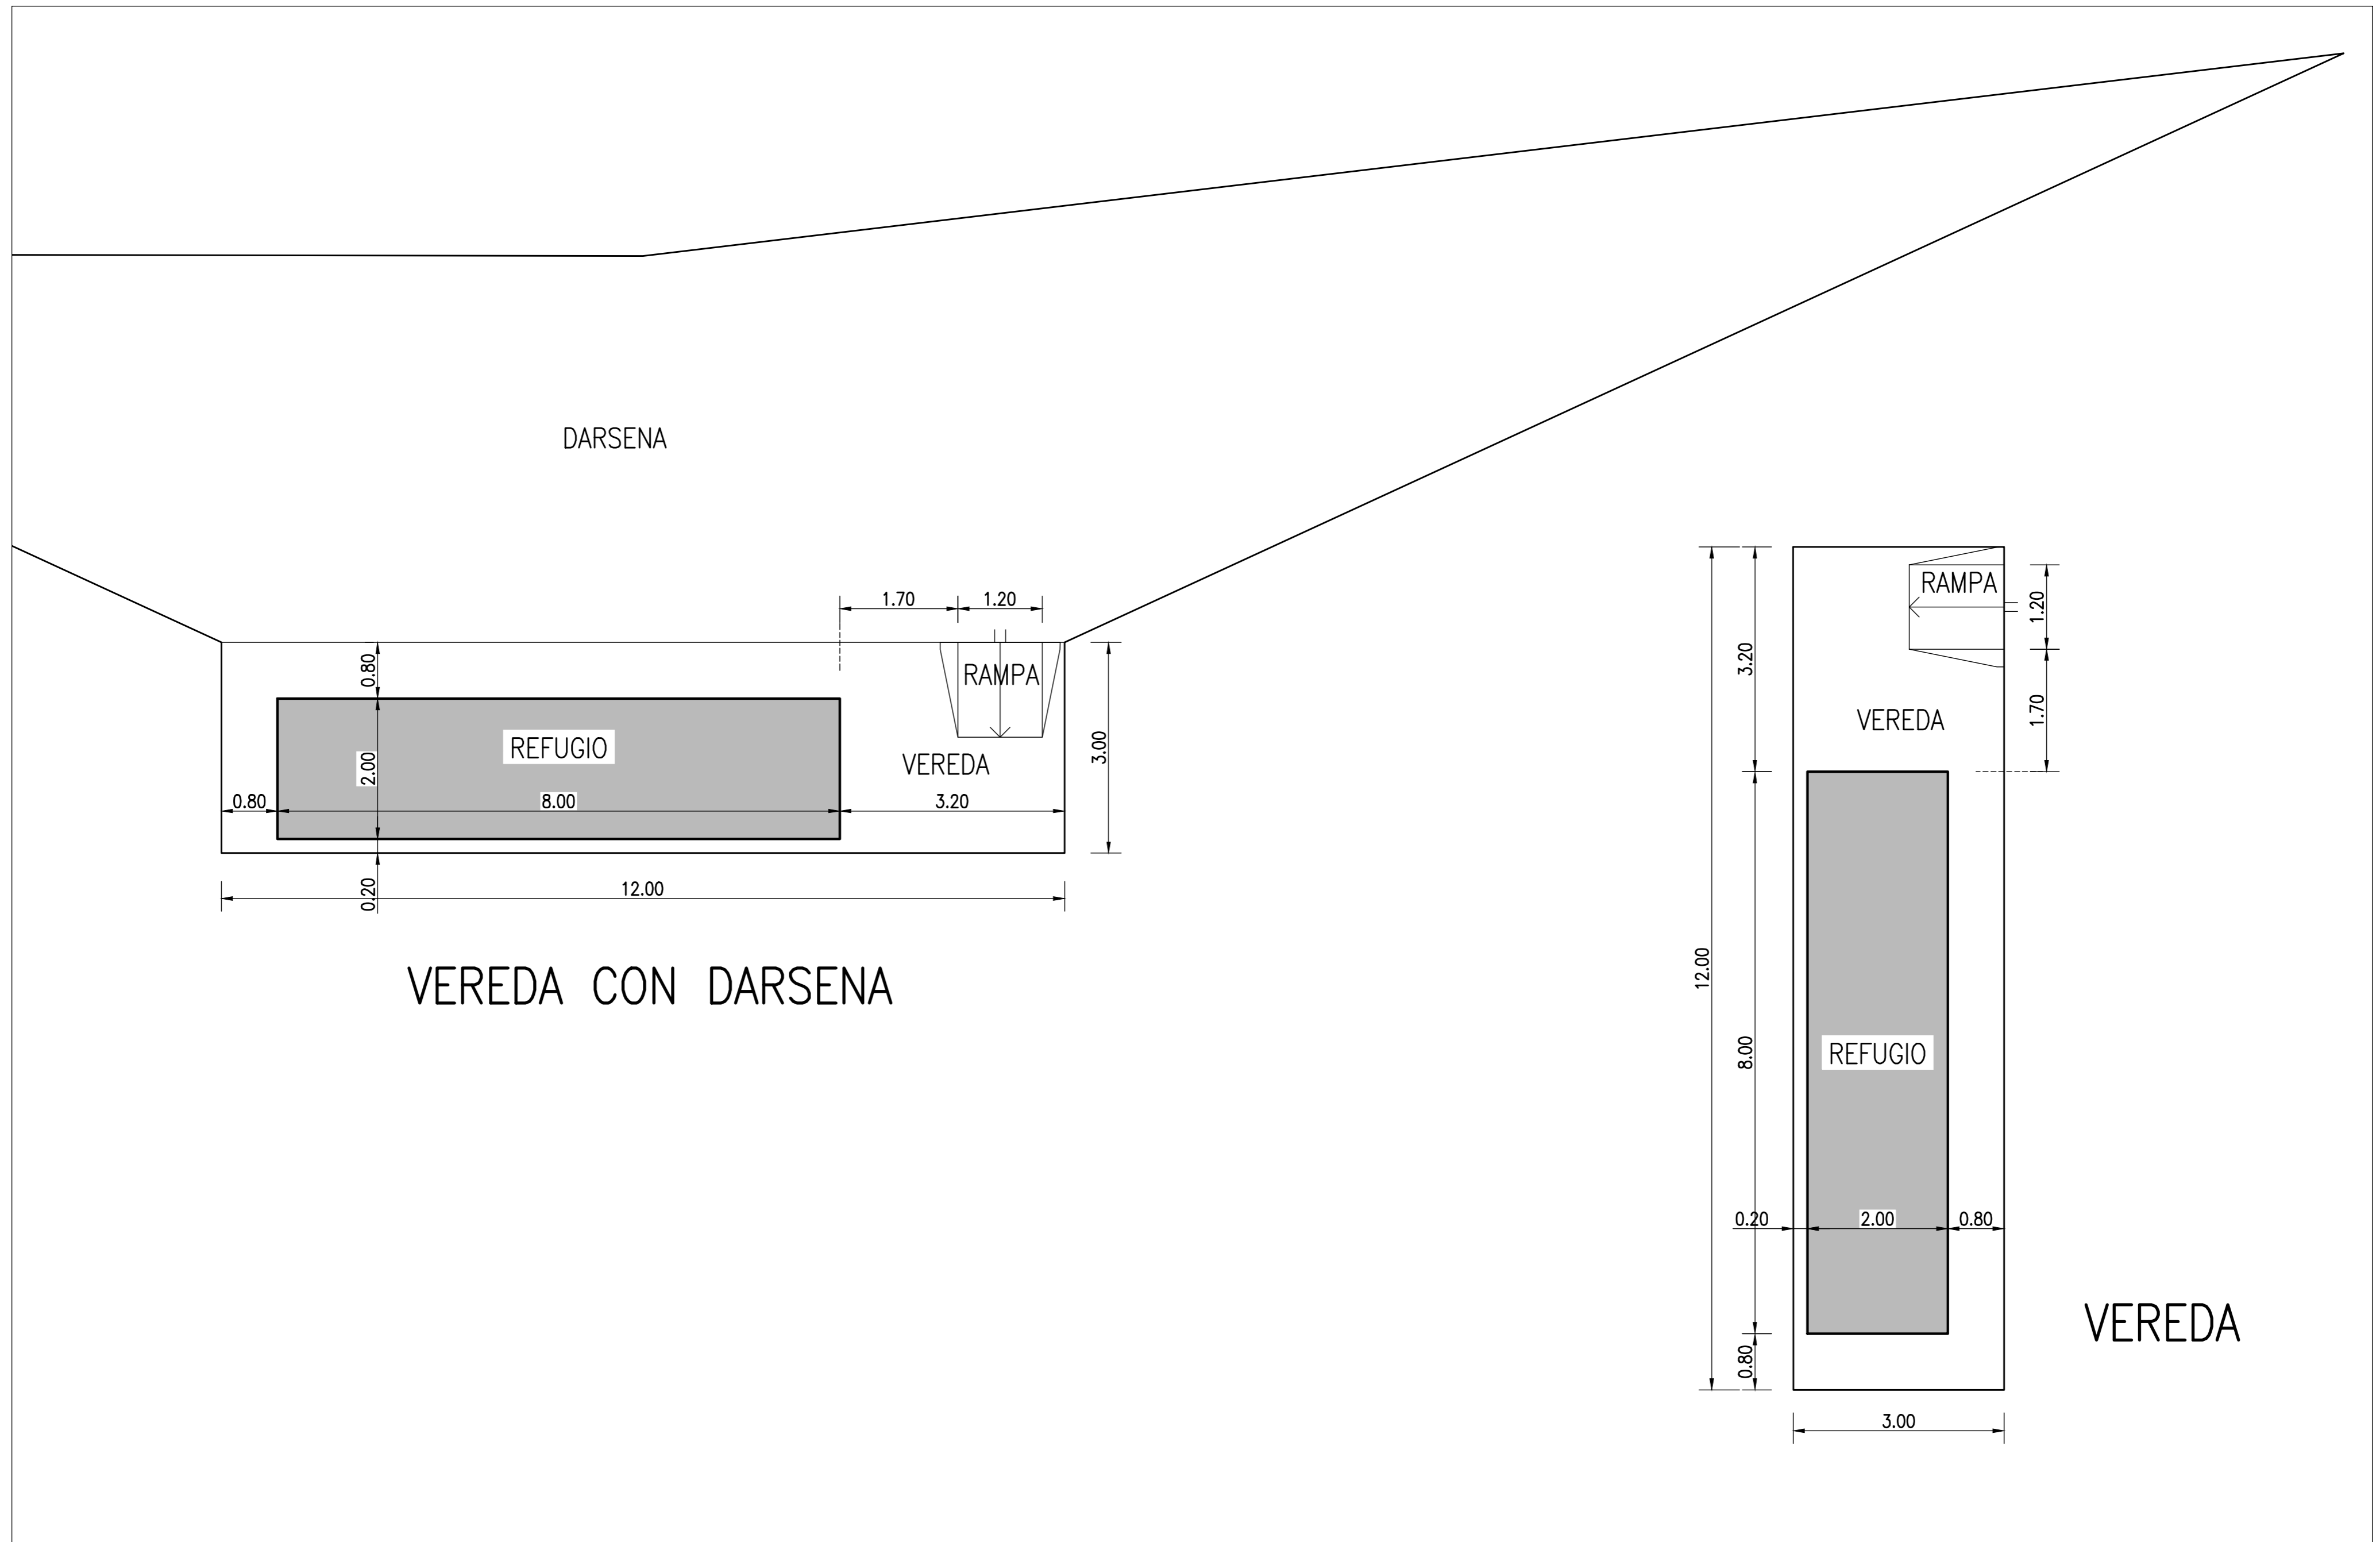 DARSENA
1.70
1.20
0.80
RAMPA
REFUGIO
2.00
VEREDA
3.00
0.80
8.00
3.20
0.20
12.00
VEREDA CON DARSENA
RAMPA
1.20
3.20
1.70
VEREDA
12.00
8.00
REFUGIO
0.20
2.00
0.80
VEREDA
0.80
3.00